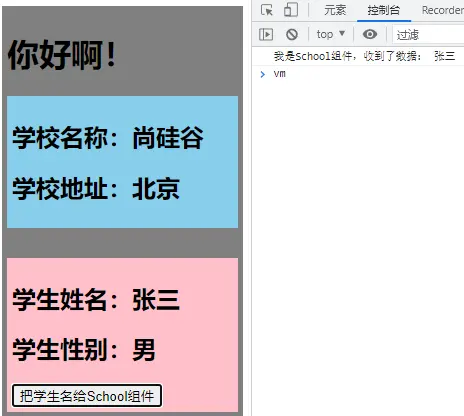 你好啊！
学校名称：尚硅谷
学校地址：北京
学生姓名：张三
学生性别：男
把学生名给School组件
元素 控制台 Recorder
top ▼ 过滤
我是School组件，收到了数据： 张三
> vm